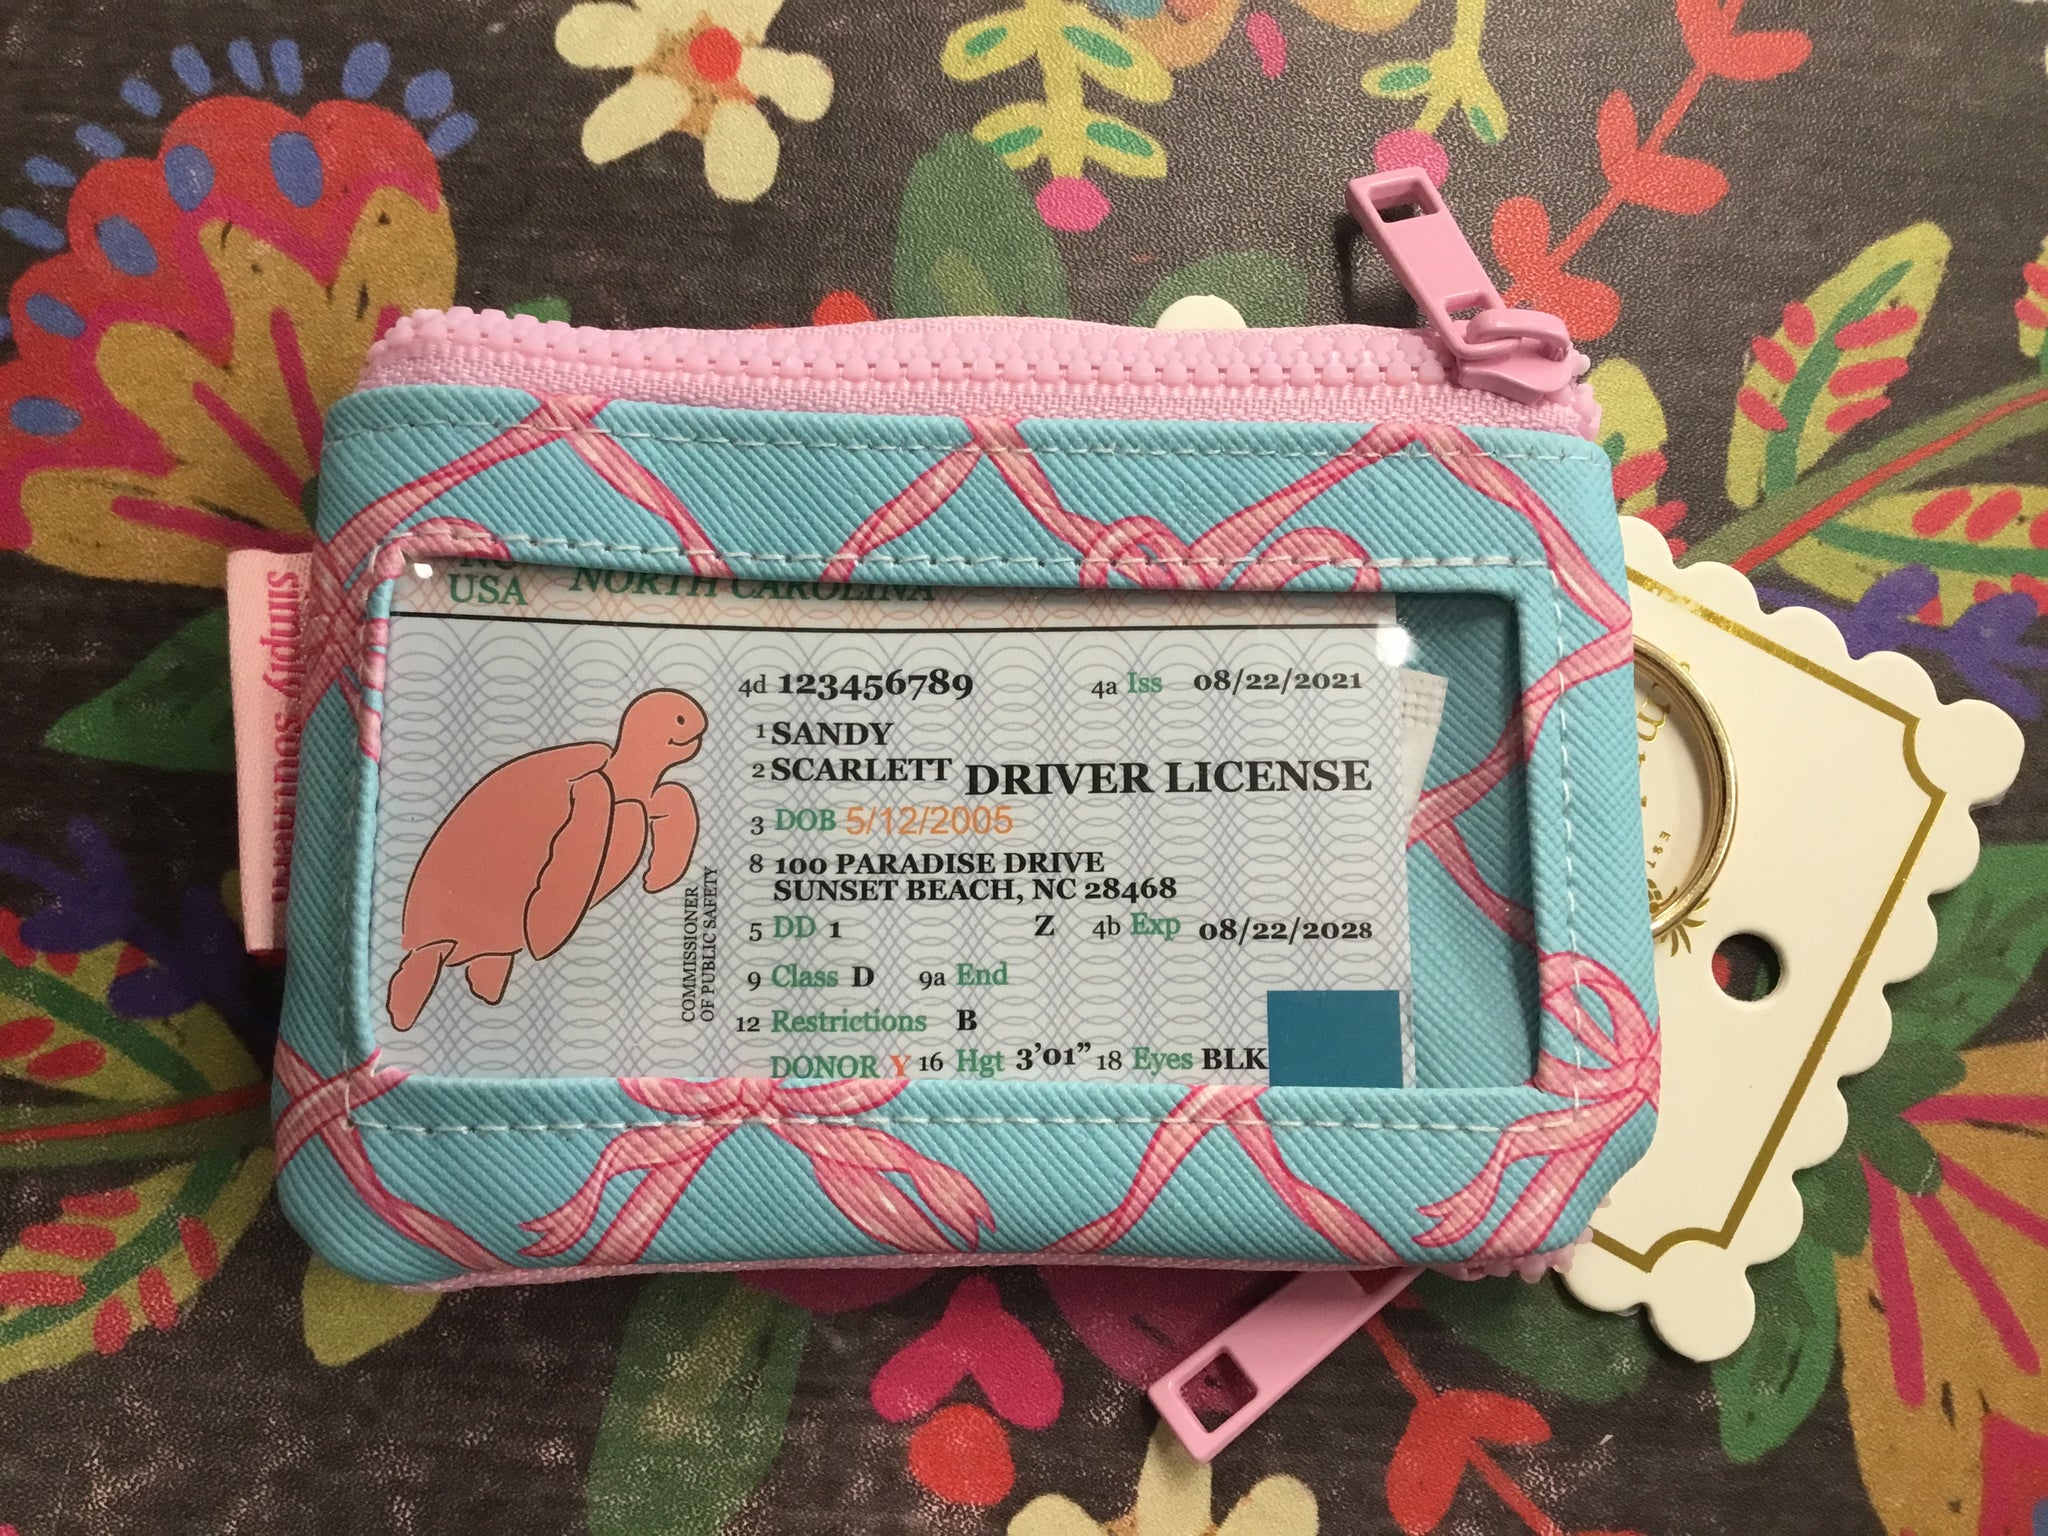 USA NORTH CAROLINA
4d 123456789 4a Iss 08/22/2021
1 SANDY
2 SCARLETT DRIVER LICENSE
3 DOB 5/12/2005
8 100 PARADISE DRIVE
SUNSET BEACH, NC 28468
5 DD 1 Z 4b Exp 08/22/2028
9 Class D 9a End
12 Restrictions B
DONOR Y 16 Hgt 3'01" 18 Eyes BLK
COMMISSIONER
OF PUBLIC SAFETY
simply southern